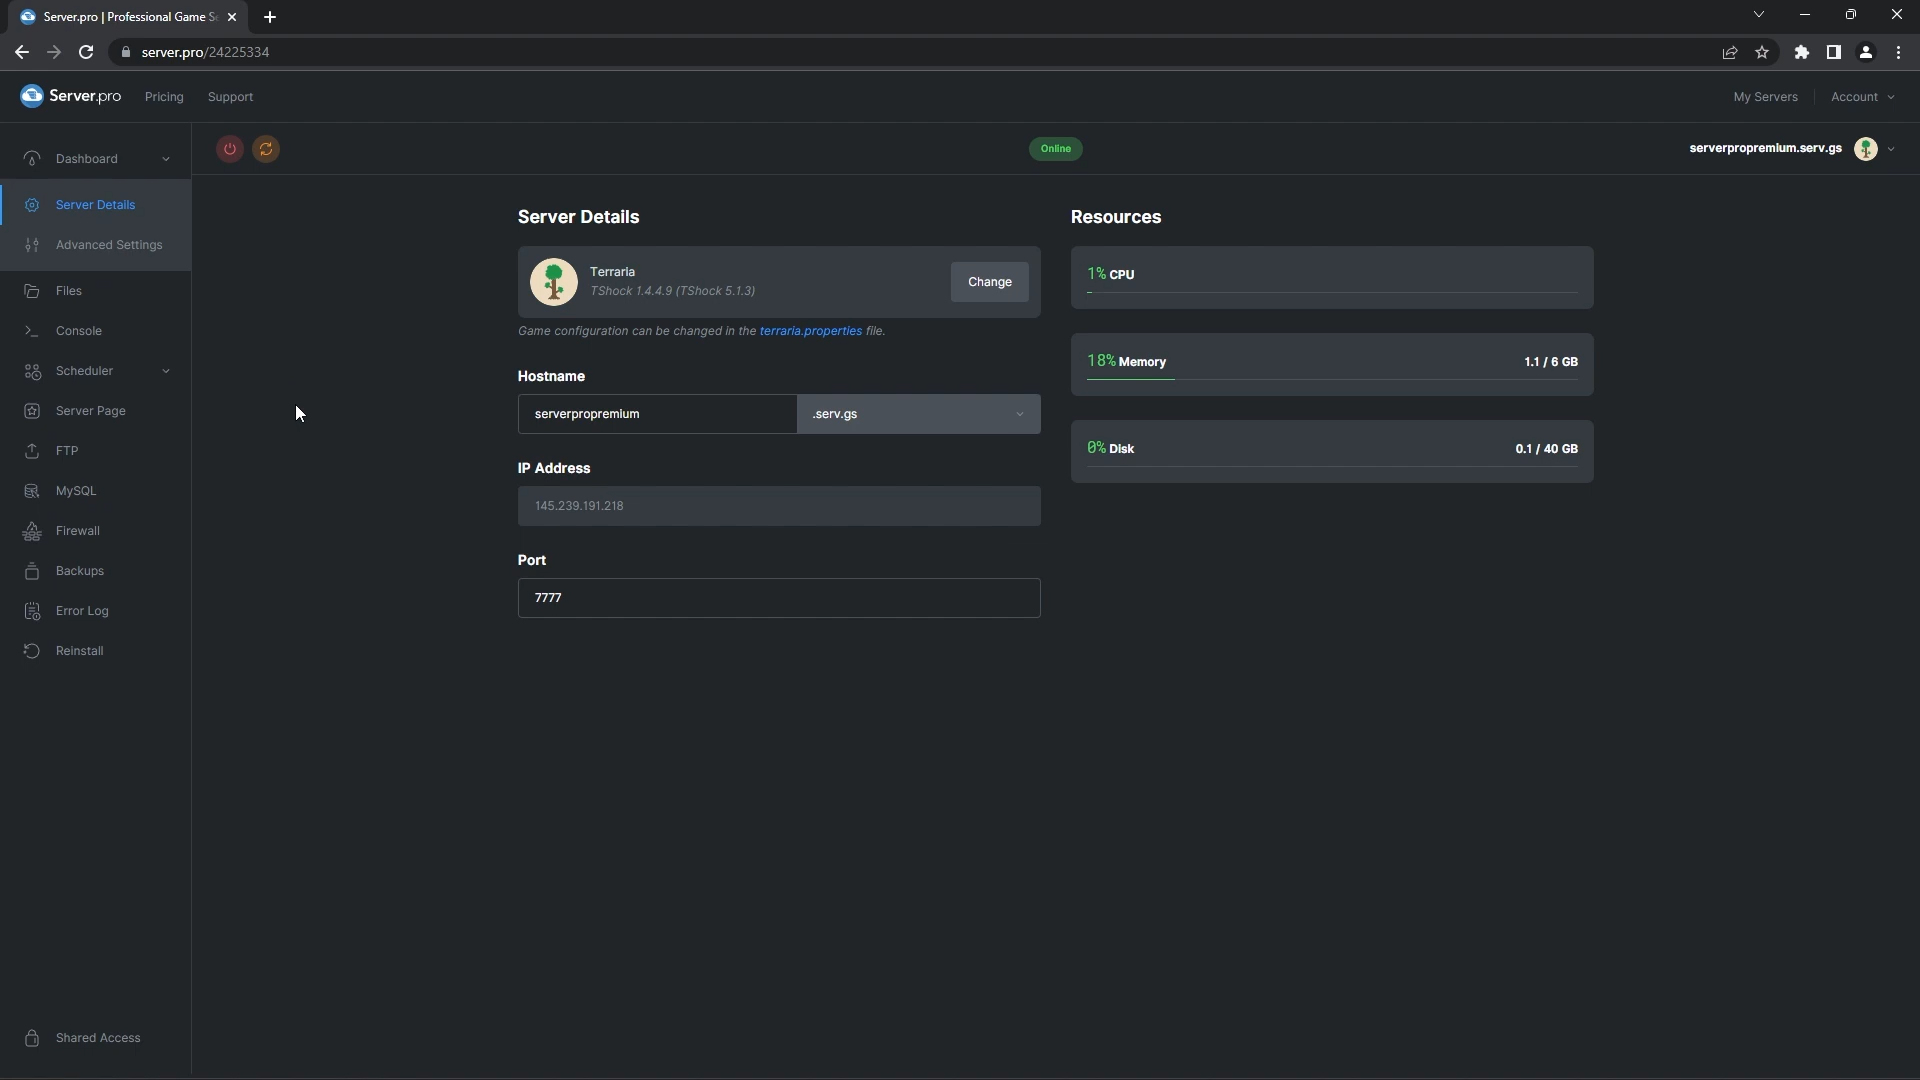 Server.pro | Professional Game S
server.pro/24225334
Server.pro
Pricing
Support
My Servers
Account
Dashboard
Online
serverpropremium.serv.gs
Server Details
Advanced Settings
Files
Console
Scheduler
Server Page
FTP
MySQL
Firewall
Backups
Error Log
Reinstall
Shared Access
Server Details
Terraria
TShock 1.4.4.9 (TShock 5.1.3)
Change
Game configuration can be changed in the terraria.properties file.
Hostname
serverpropremium
.serv.gs
IP Address
145.239.191.218
Port
7777
Resources
1% CPU
18% Memory
1.1 / 6 GB
0% Disk
0.1 / 40 GB